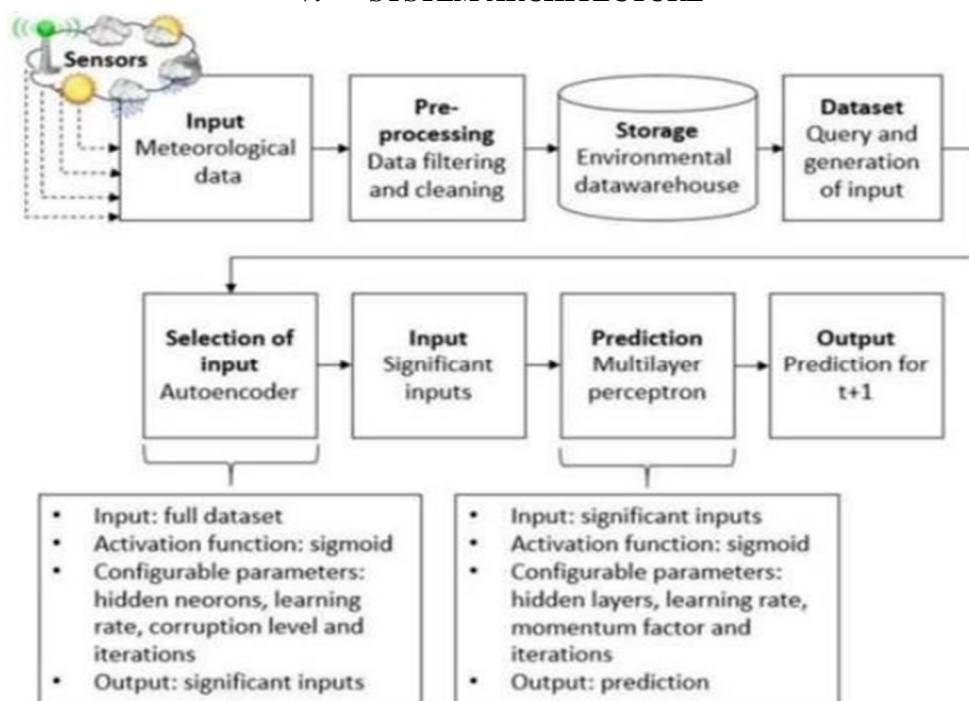 Sensors
Input
Meteorological
data
Pre-
processing
Data filtering
and cleaning
Storage
Environmental
datawarehouse
Dataset
Query and
generation
of input
Selection of
input
Autoencoder
Input
Significant
inputs
Prediction
Multilayer
perceptron
Output
Prediction for
t+1
• Input: full dataset
• Activation function: sigmoid
• Configurable parameters:
hidden neorons, learning
rate, corruption level and
iterations
• Output: significant inputs
• Input: significant inputs
• Activation function: sigmoid
• Configurable parameters:
hidden layers, learning rate,
momentum factor and
iterations
• Output: prediction